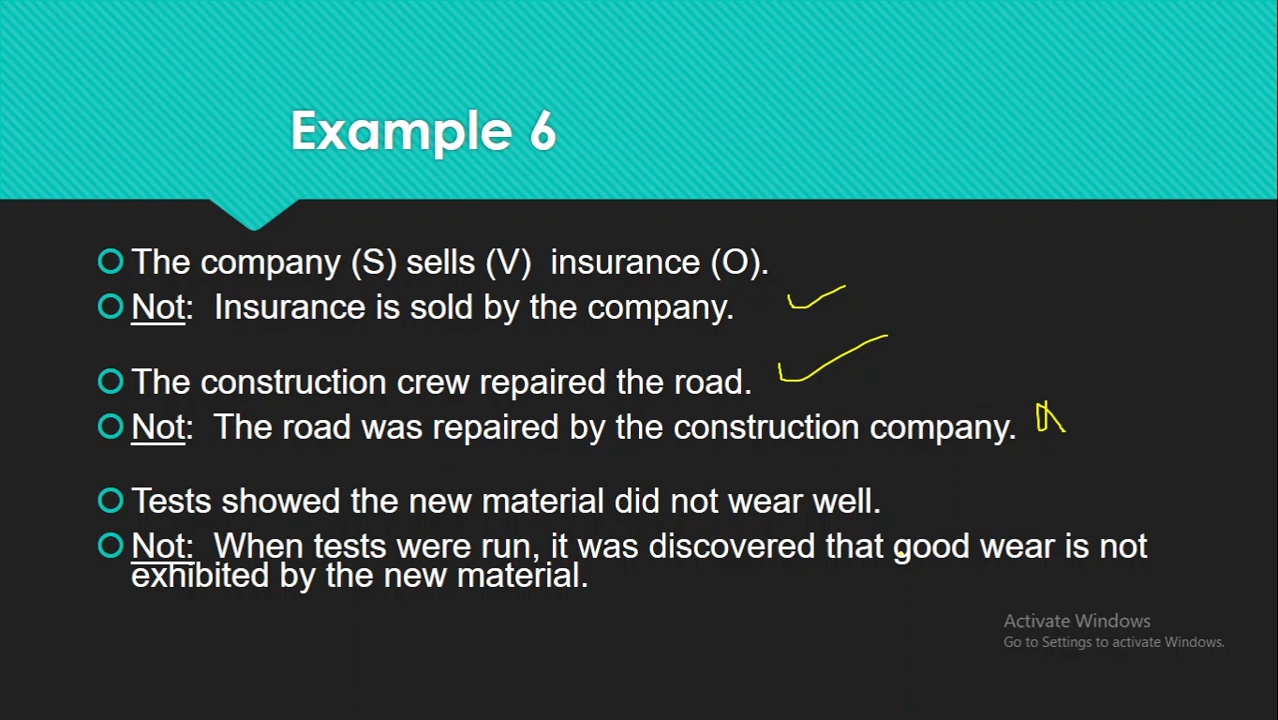 Example 6
The company (S) sells (V) insurance (O).
Not: Insurance is sold by the company.
The construction crew repaired the road.
Not: The road was repaired by the construction company.
Tests showed the new material did not wear well.
Not: When tests were run, it was discovered that good wear is not
exhibited by the new material.
Activate Windows
Go to Settings to activate Windows.